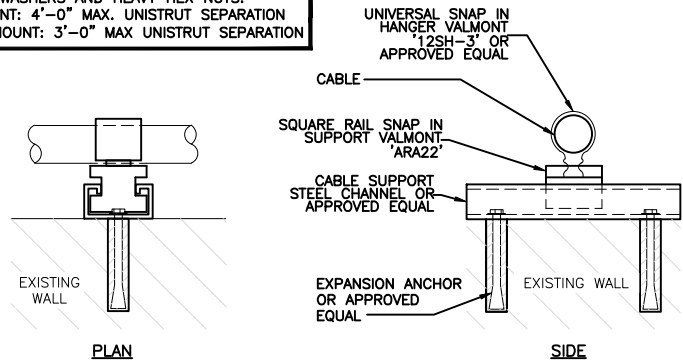 WASHERS AND HEAVY HEX NUTS.
NT: 4'-0" MAX. UNISTRUT SEPARATION
MOUNT: 3'-0" MAX UNISTRUT SEPARATION
UNIVERSAL SNAP IN
HANGER VALMONT
'12SH-3' OR
APPROVED EQUAL
CABLE
SQUARE RAIL SNAP IN
SUPPORT VALMONT
'ARA22'
CABLE SUPPORT
STEEL CHANNEL OR
APPROVED EQUAL
EXPANSION ANCHOR
OR APPROVED
EQUAL
EXISTING
WALL
EXISTING WALL
PLAN
SIDE